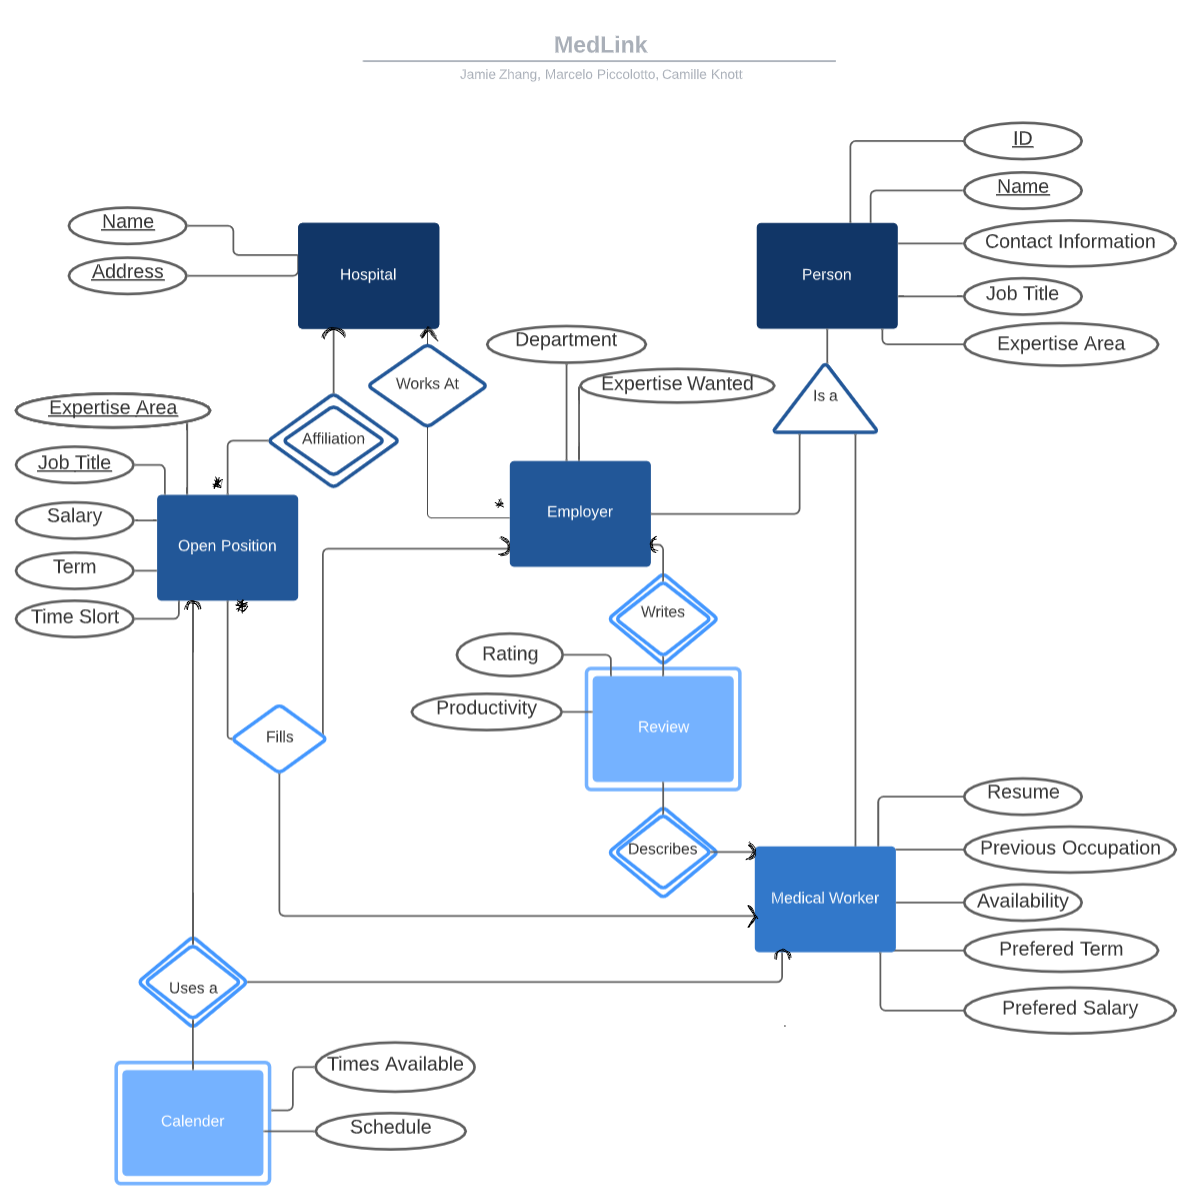 MedLink
Jamie Zhang, Marcelo Piccolotto, Camille Knott
ID
Name
Contact Information
Job Title
Expertise Area
Person
Is a
Name
Address
Hospital
Works At
Affiliation
Department
Expertise Wanted
Employer
Expertise Area
Job Title
Salary
Term
Time Slort
Open Position
Writes
Rating
Productivity
Review
Fills
Describes
Resume
Previous Occupation
Availability
Prefered Term
Prefered Salary
Medical Worker
Uses a
Times Available
Schedule
Calender